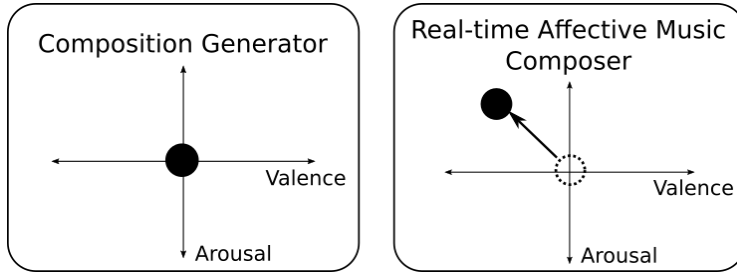 Composition Generator
Valence
Arousal
Real-time Affective Music
Composer
Valence
Arousal